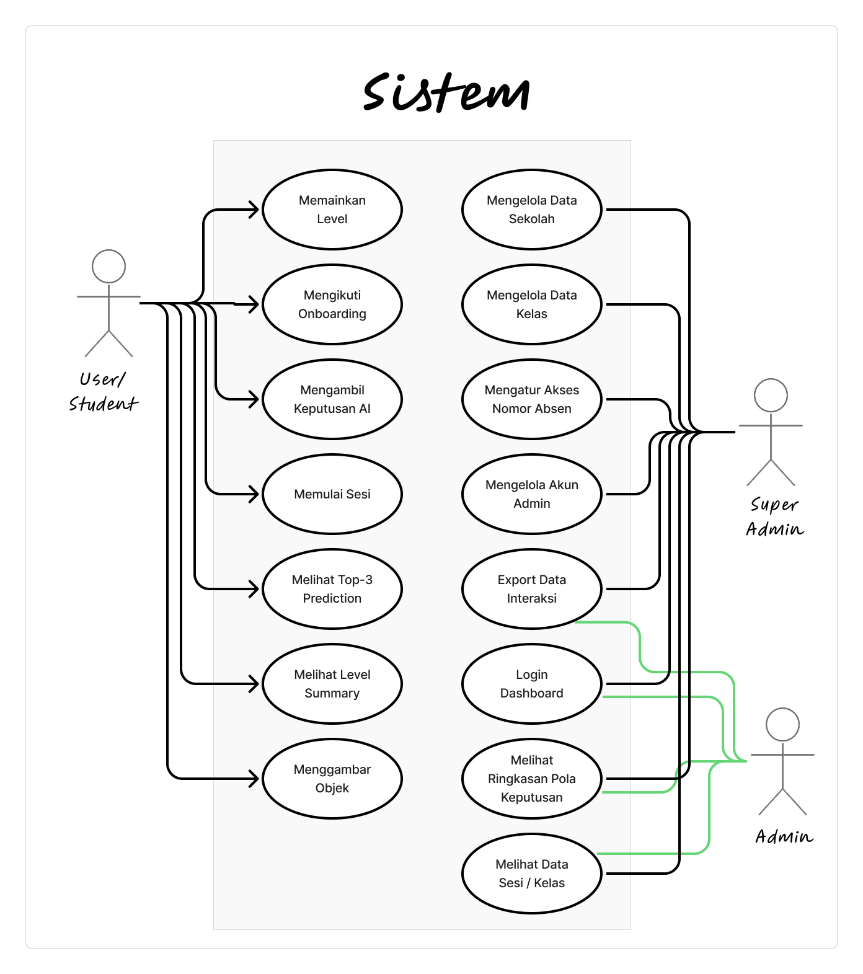 Sistem
Memainkan
Level
Mengikuti
Onboarding
Mengambil
Keputusan AI
Memulai Sesi
Melihat Top-3
Prediction
Melihat Level
Summary
Menggambar
Objek
Mengelola Data
Sekolah
Mengelola Data
Kelas
Mengatur Akses
Nomor Absen
Mengelola Akun
Admin
Export Data
Interaksi
Login
Dashboard
Melihat
Ringkasan Pola
Keputusan
Melihat Data
Sesi / Kelas
User/
Student
Super
Admin
Admin